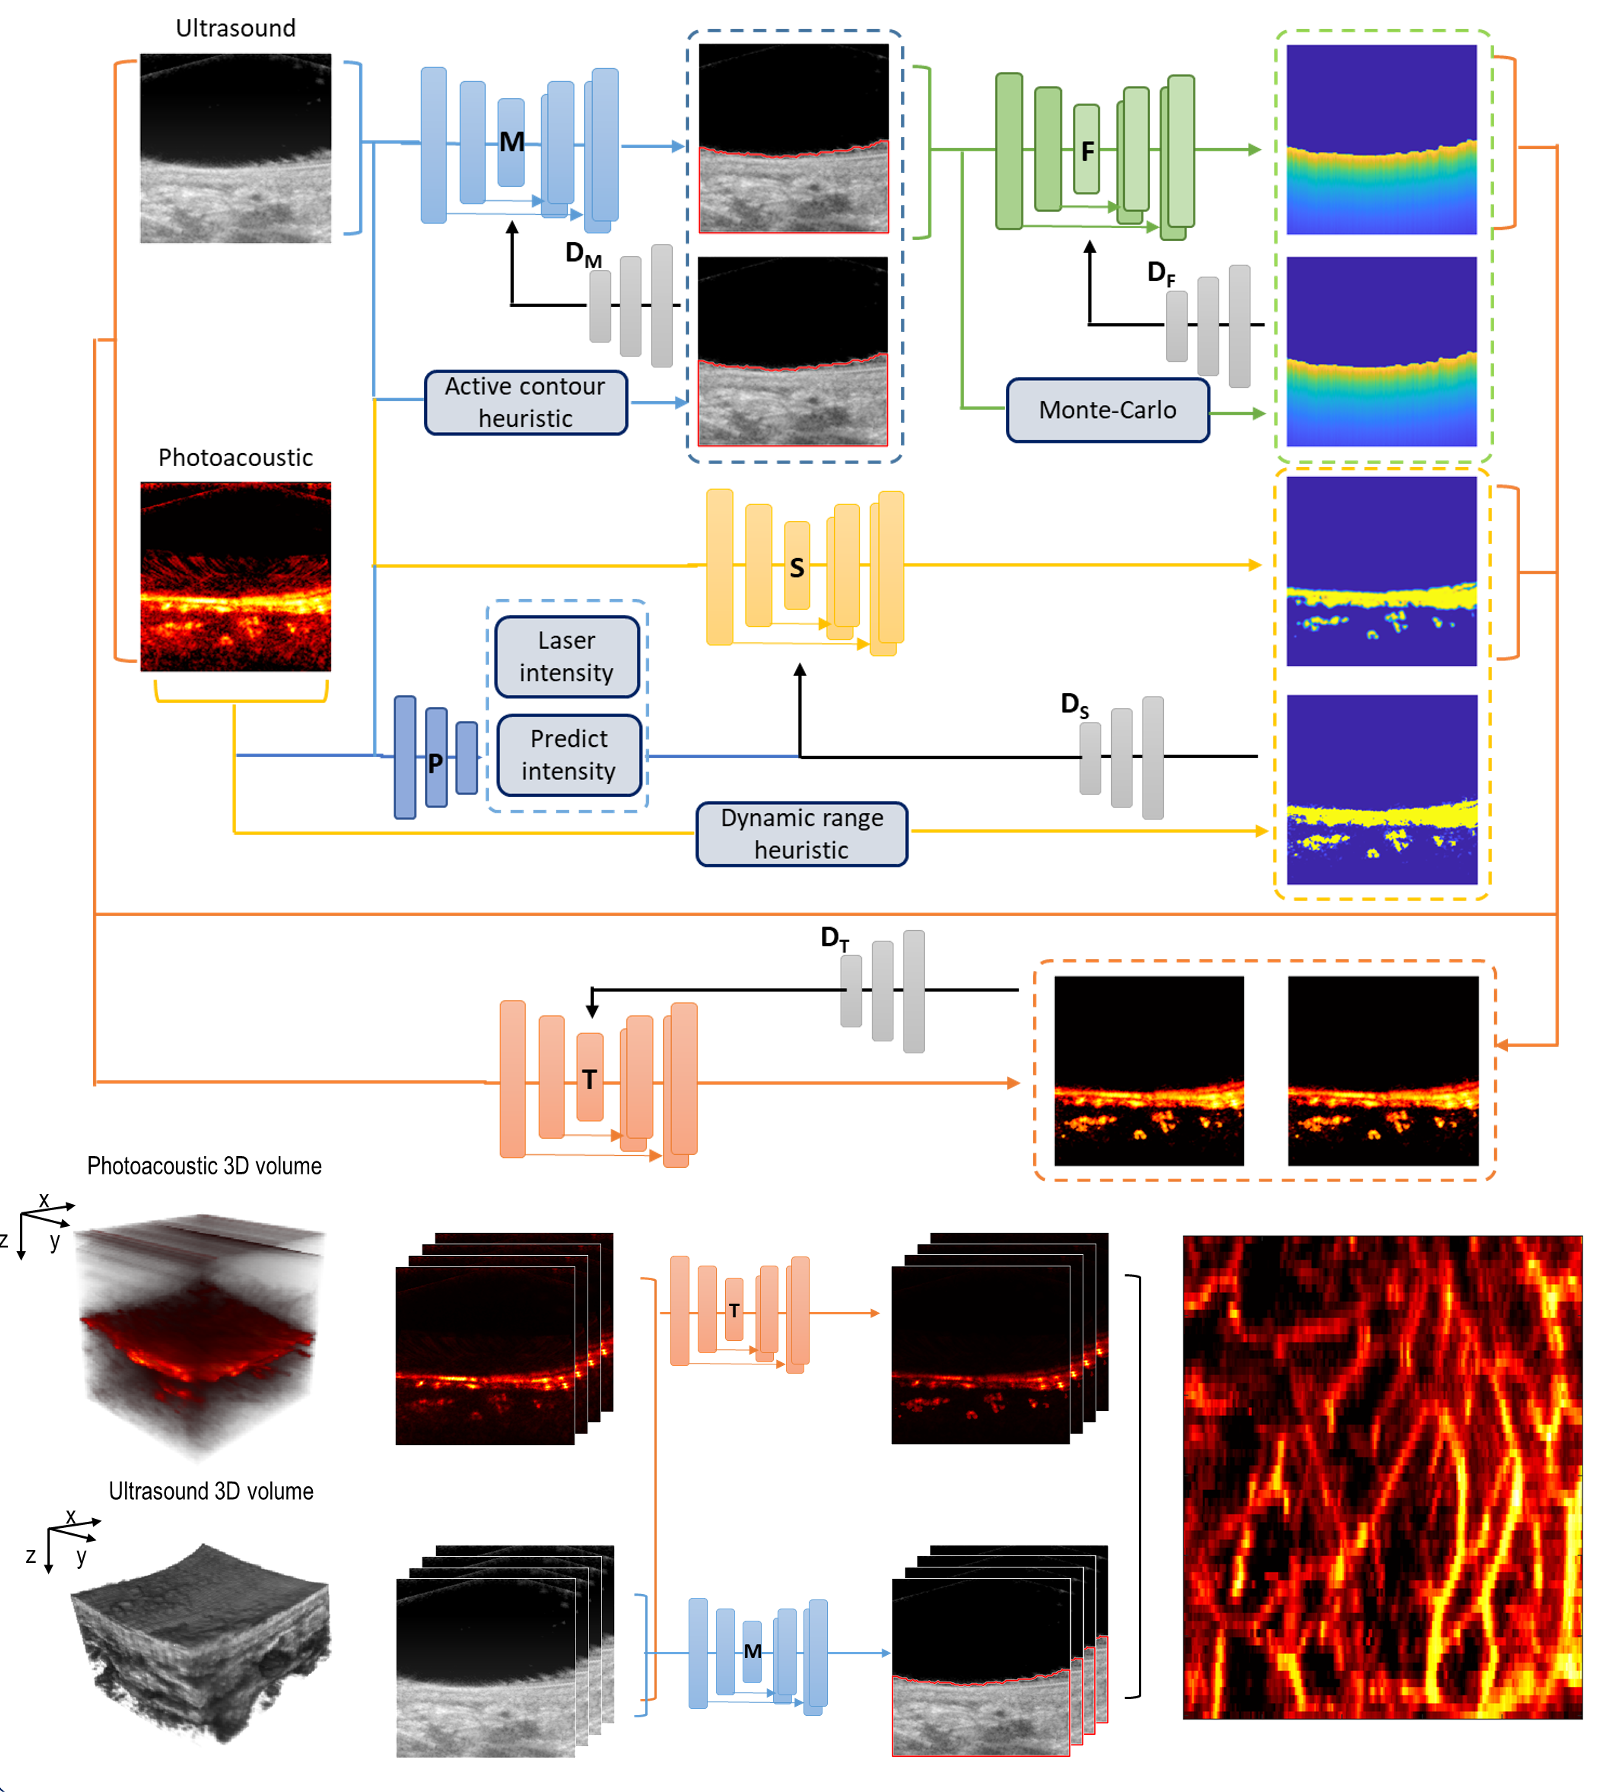 Ultrasound
M
F
D_M
D_F
Active contour
heuristic
Monte-Carlo
Photoacoustic
S
Laser
intensity
P
Predict
intensity
D_S
Dynamic range
heuristic
D_T
T
Photoacoustic 3D volume
x
y
z
T
Ultrasound 3D volume
x
y
z
M